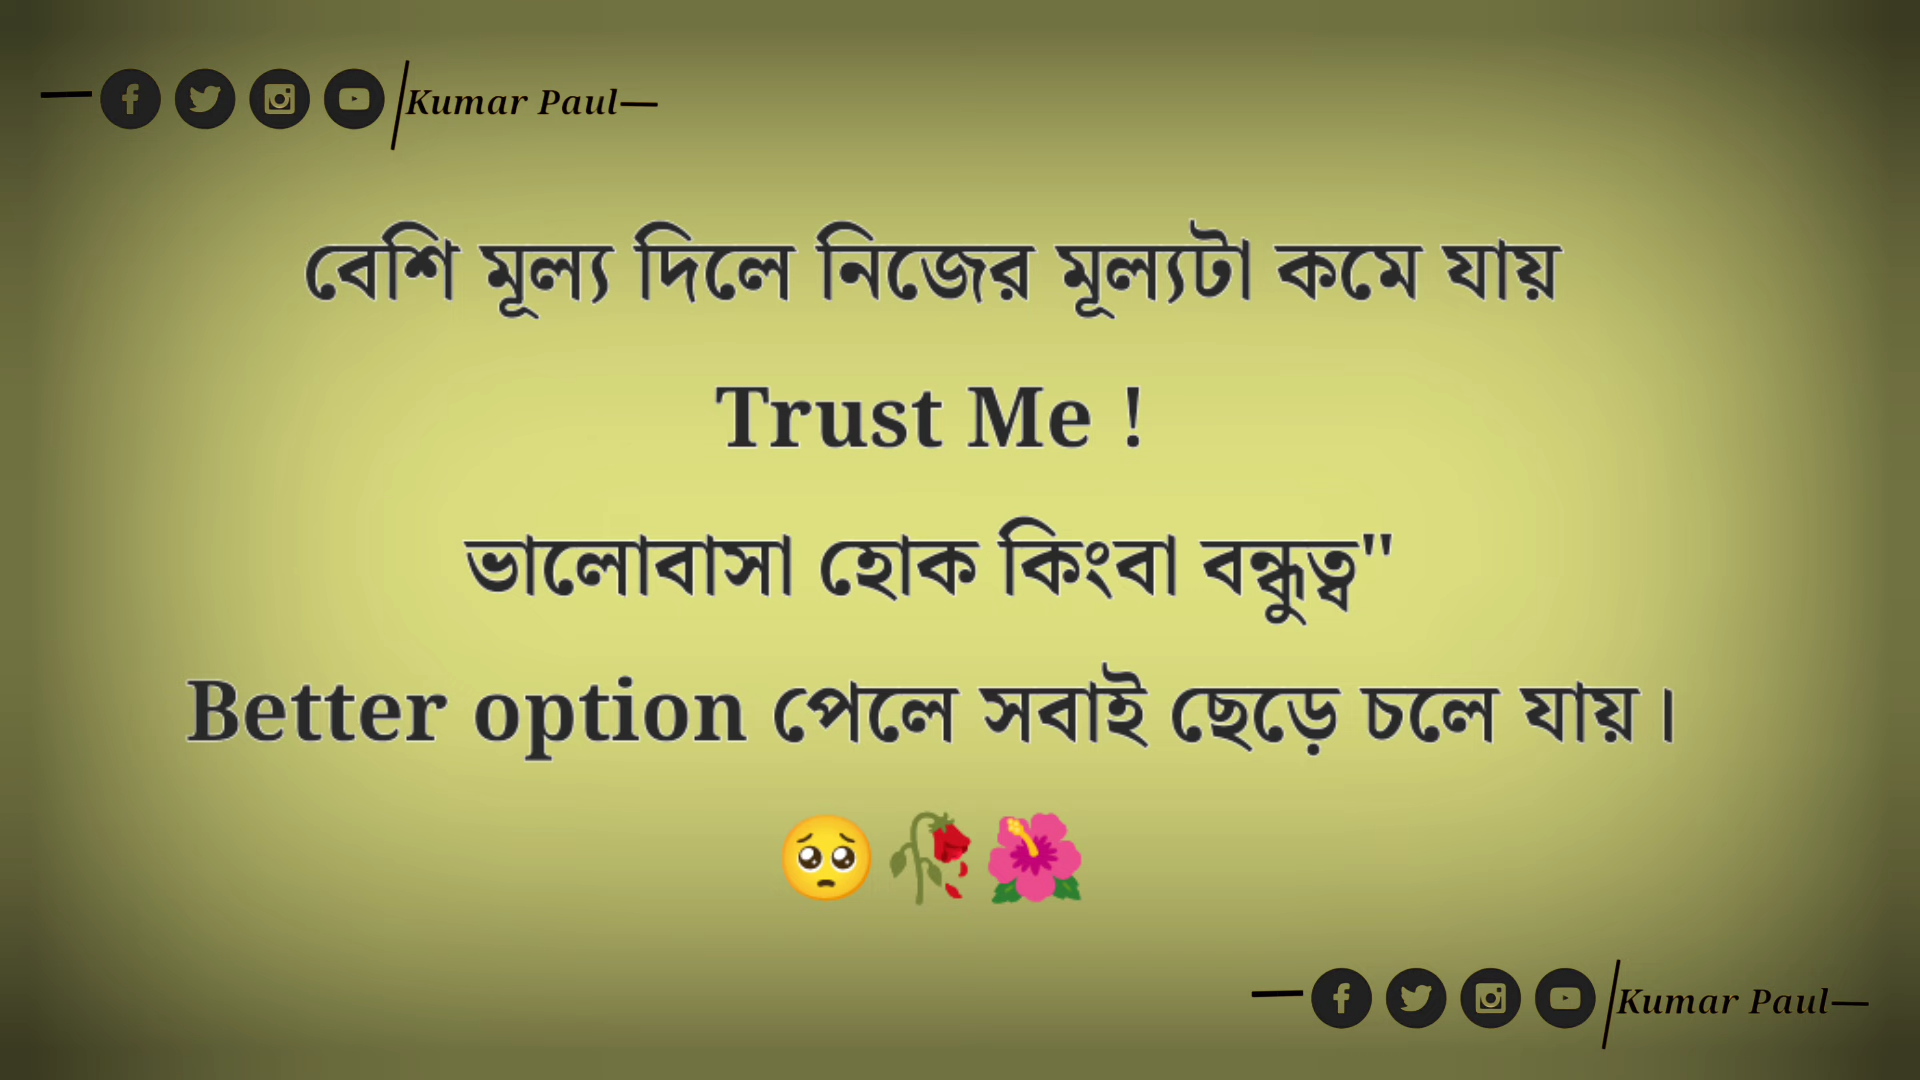 Kumar Paul
বেশি মূল্য দিলে নিজের মূল্যটা কমে যায়
Trust Me !
ভালোবাসা হোক কিংবা বন্ধুত্ব"
Better option পেলে সবাই ছেড়ে চলে যায়।
🥺🥀🌺
Kumar Paul